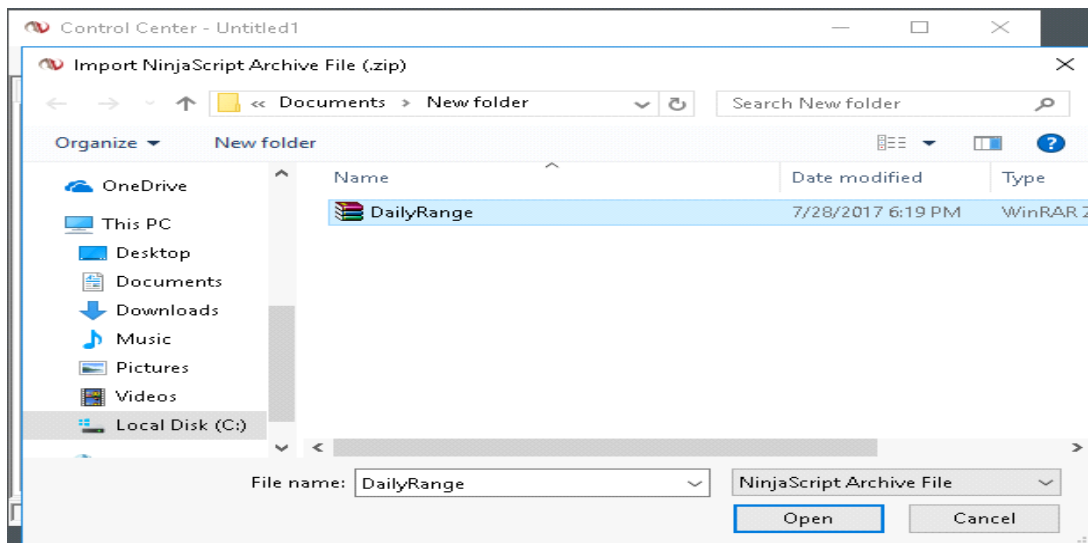 Control Center - Untitled1
Import NinjaScript Archive File (.zip)
« Documents > New folder
Search New folder
Organize
New folder
?
Name
Date modified
Type
OneDrive
DailyRange
7/28/2017 6:19 PM
WinRAR Z
This PC
Desktop
Documents
Downloads
Music
Pictures
Videos
Local Disk (C:)
File name: DailyRange
NinjaScript Archive File
Open
Cancel